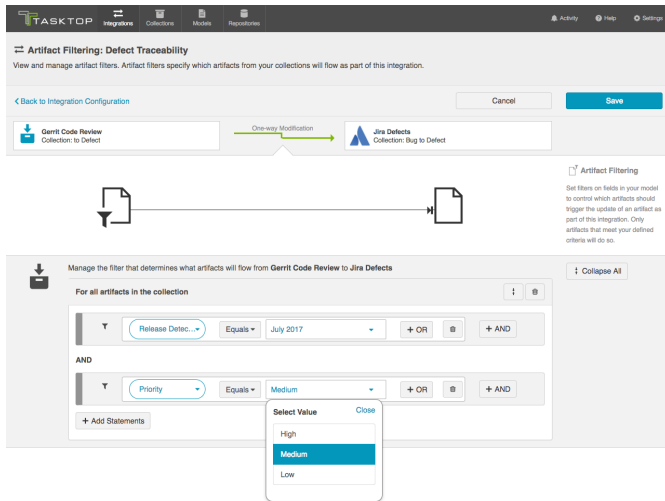 TASKTOP
Integrations
Collections
Models
Repositories
Activity
Help
Settings
Artifact Filtering: Defect Traceability
View and manage artifact filters. Artifact filters specify which artifacts from your collections will flow as part of this integration.
Back to Integration Configuration
Cancel
Save
Gerrit Code Review
Collection: to Defect
One-way Modification
Jira Defects
Collection: Bug to Defect
Artifact Filtering
Set filters on fields in your model
to control which artifacts should
trigger the update of an artifact as
part of this integration. Only
artifacts that meet your defined
criteria will do so.
Manage the filter that determines what artifacts will flow from Gerrit Code Review to Jira Defects
Collapse All
For all artifacts in the collection
Release Detec... Equals July 2017 + OR + AND
AND
Priority Equals Medium + OR + AND
+ Add Statements
Select Value Close
High
Medium
Low